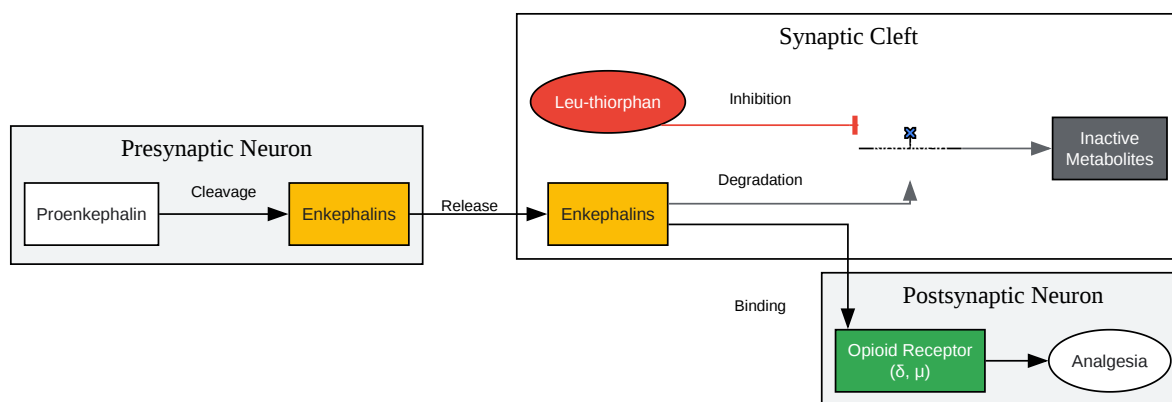 Synaptic Cleft
Leu-thiorphan
Inhibition
Inactive
Metabolites
Presynaptic Neuron
Proenkephalin
Cleavage
Enkephalins
Release
Enkephalins
Degradation
Binding
Postsynaptic Neuron
Opioid Receptor
(δ, μ)
Analgesia